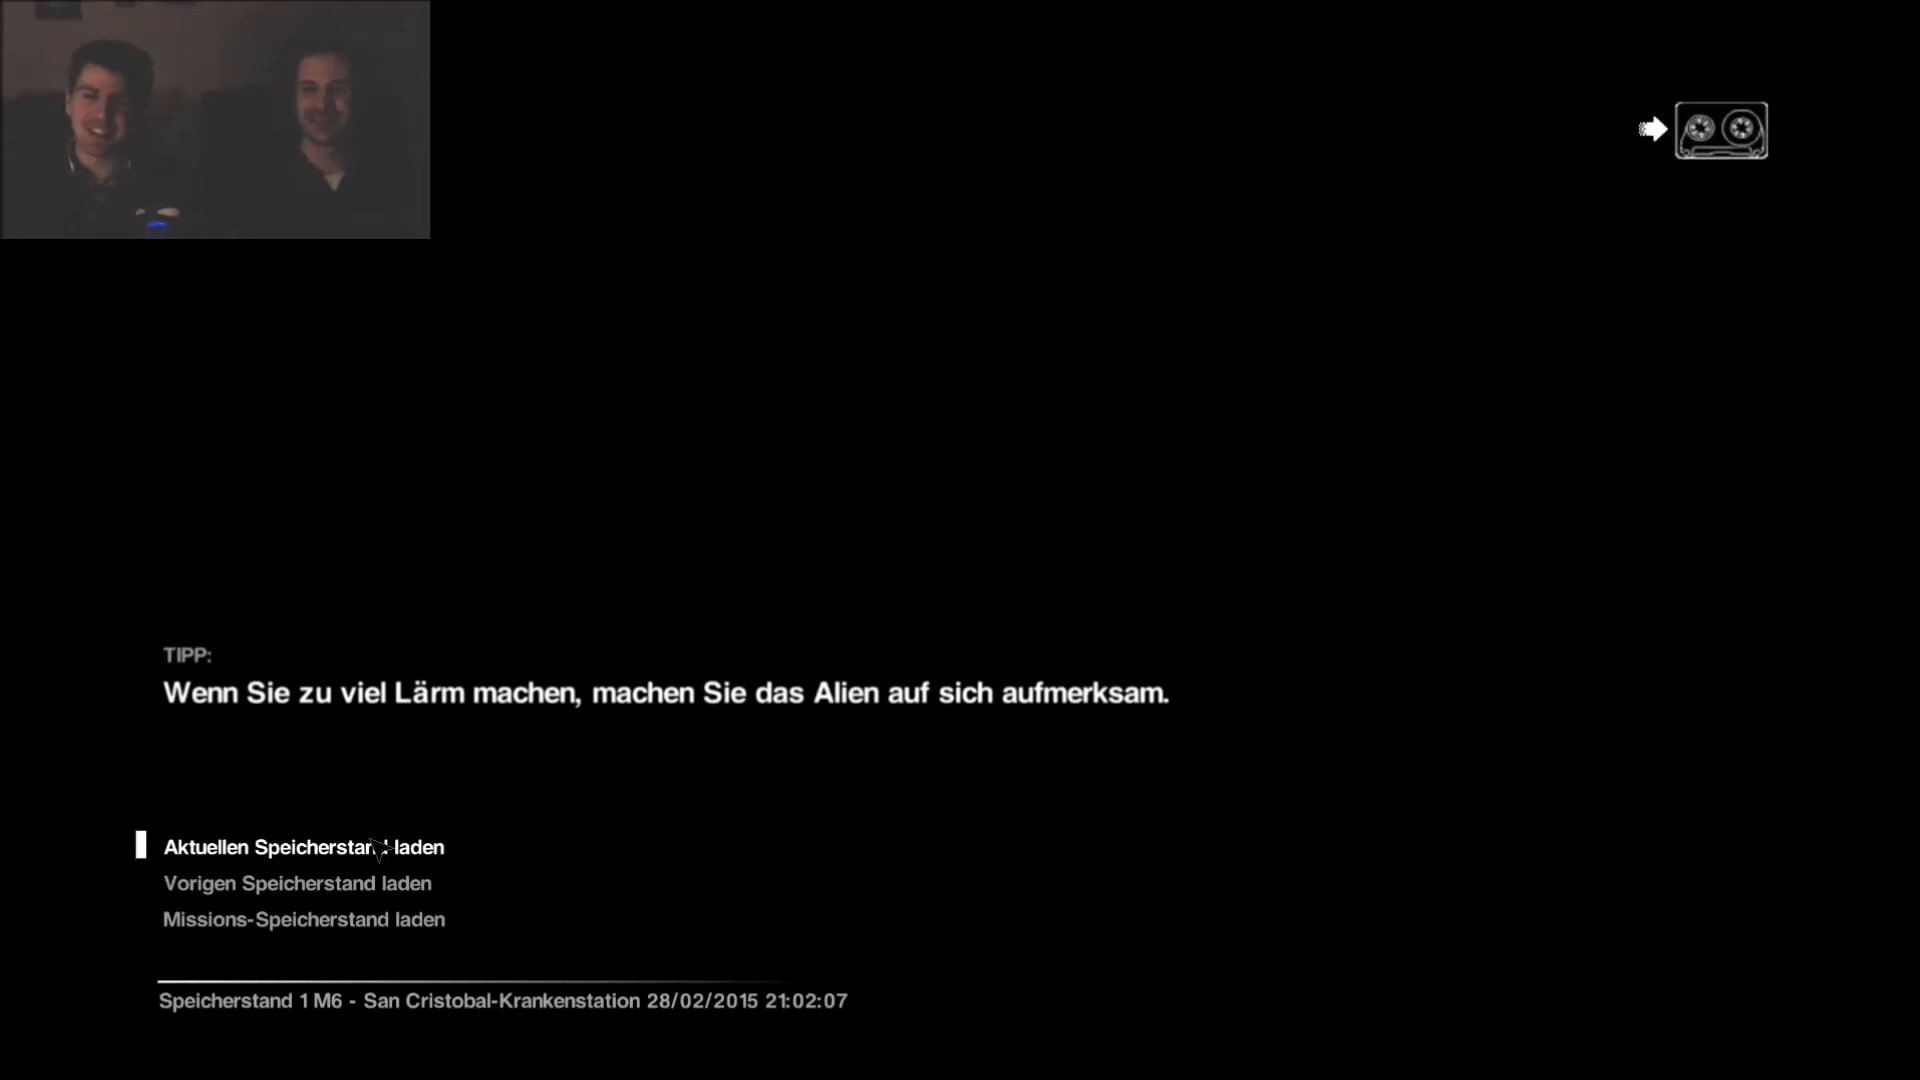 TIPP:
Wenn Sie zu viel Lärm machen, machen Sie das Alien auf sich aufmerksam.
Aktuellen Speicherstand laden
Vorigen Speicherstand laden
Missions-Speicherstand laden
Speicherstand 1 M6 - San Cristobal-Krankenstation 28/02/2015 21:02:07